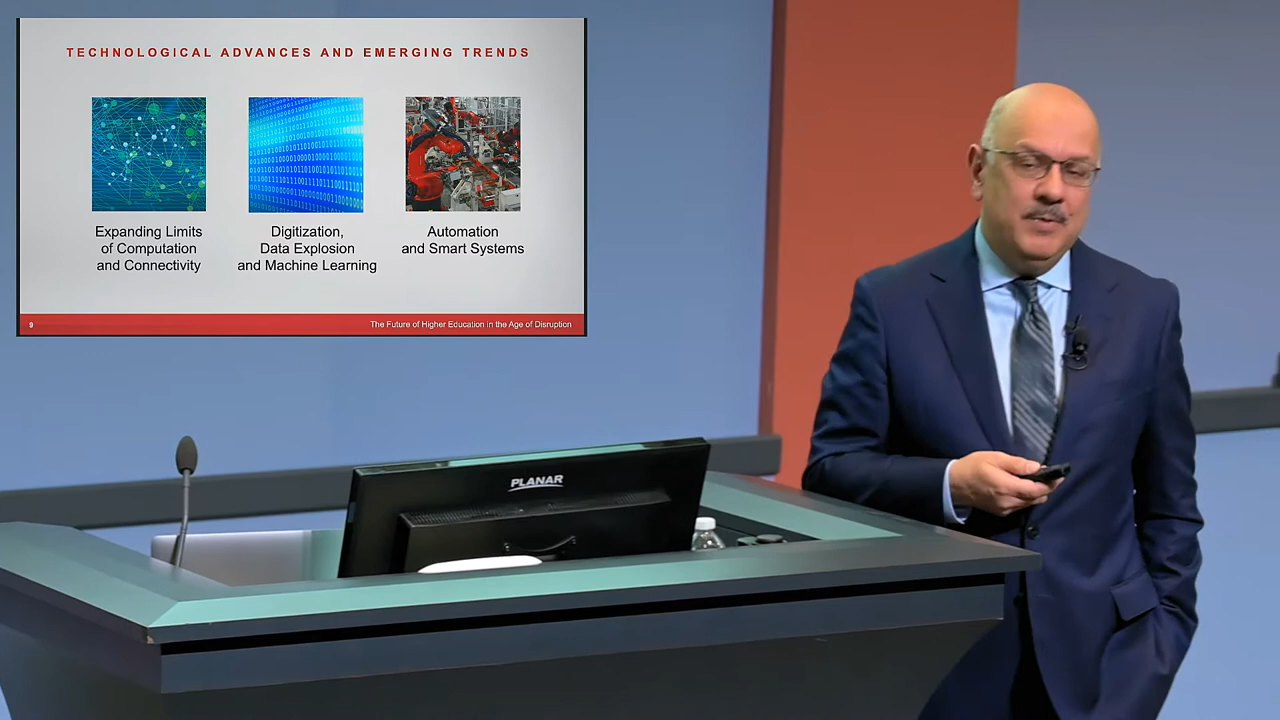 TECHNOLOGICAL ADVANCES AND EMERGING TRENDS
Expanding Limits
of Computation
and Connectivity
Digitization,
Data Explosion
and Machine Learning
Automation
and Smart Systems
9
The Future of Higher Education in the Age of Disruption
PLANAR